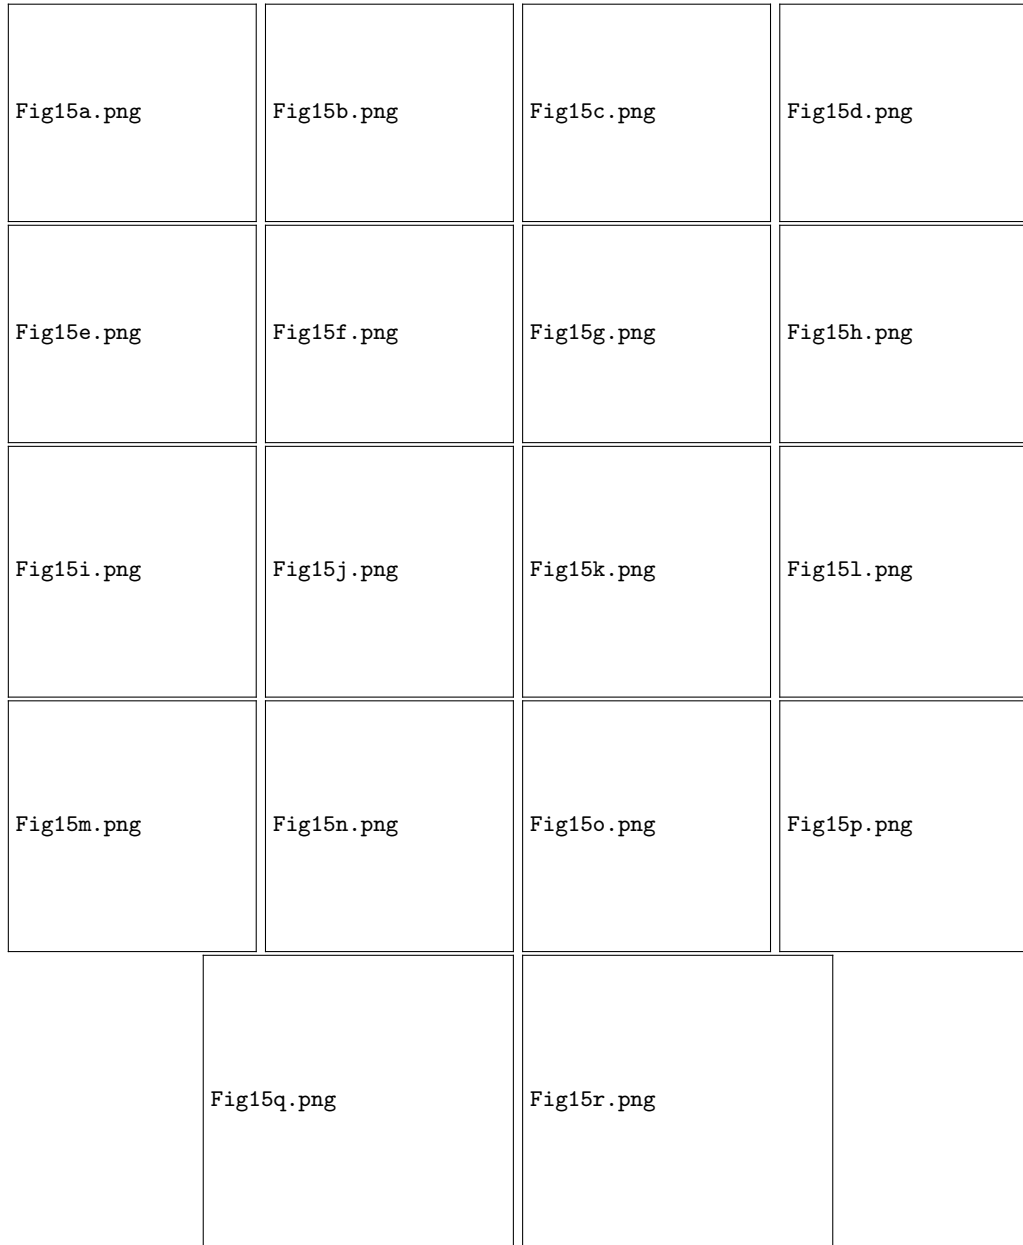 Fig15a.png Fig15b.png Fig15c.png Fig15d.png
Fig15e.png Fig15f.png Fig15g.png Fig15h.png
Fig15i.png Fig15j.png Fig15k.png Fig15l.png
Fig15m.png Fig15n.png Fig15o.png Fig15p.png
Fig15q.png Fig15r.png